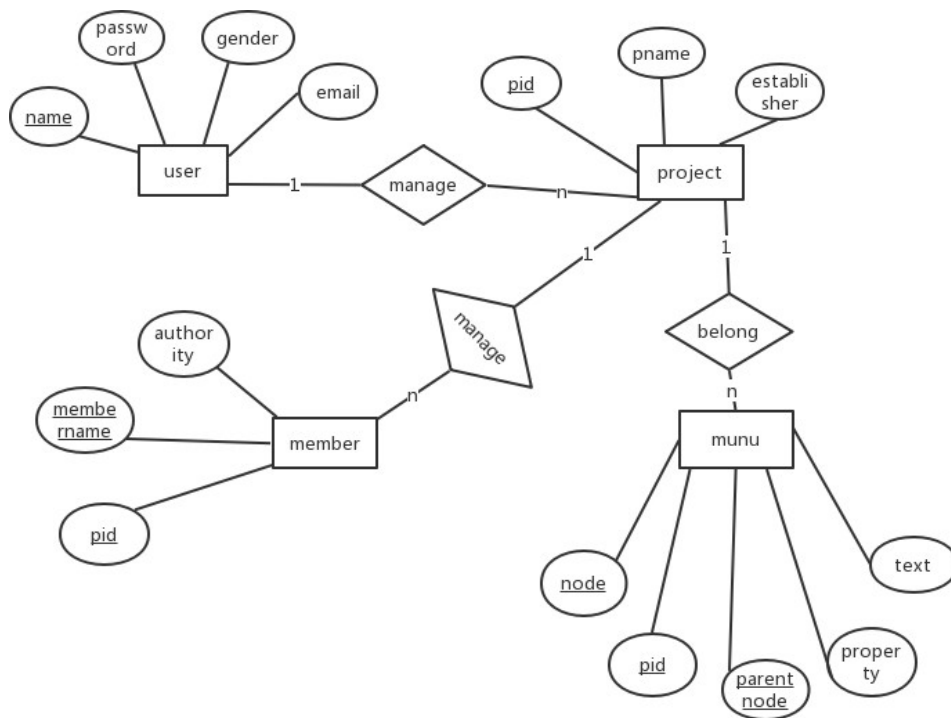 passw
ord
gender
name
email
user
pid
pname
establi
sher
project
1
manage
n
1
manage
n
1
belong
n
author
ity
membe
rname
pid
member
munu
node
pid
parent
node
proper
ty
text